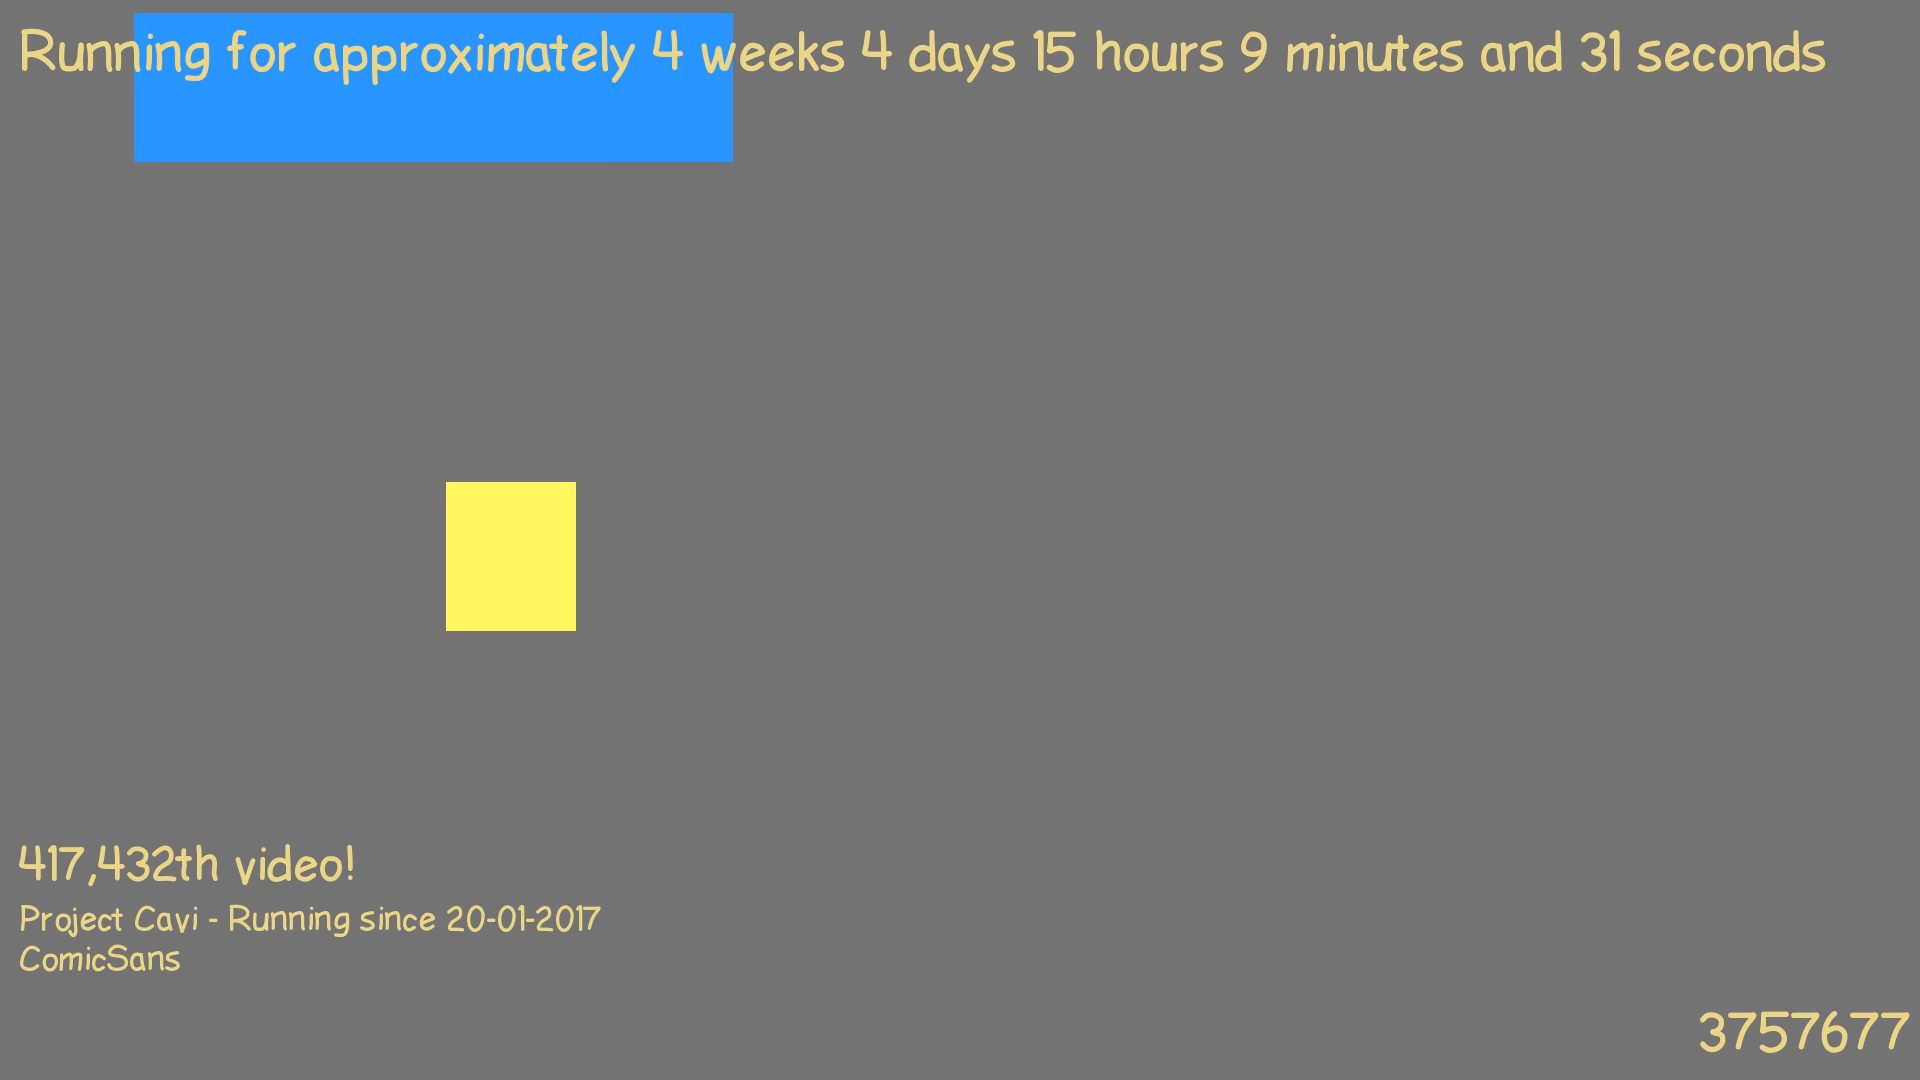 Running for approximately 4 weeks 4 days 15 hours 9 minutes and 31 seconds
417,432th video!
Project Cavi - Running since 20-01-2017
ComicSans
3757677